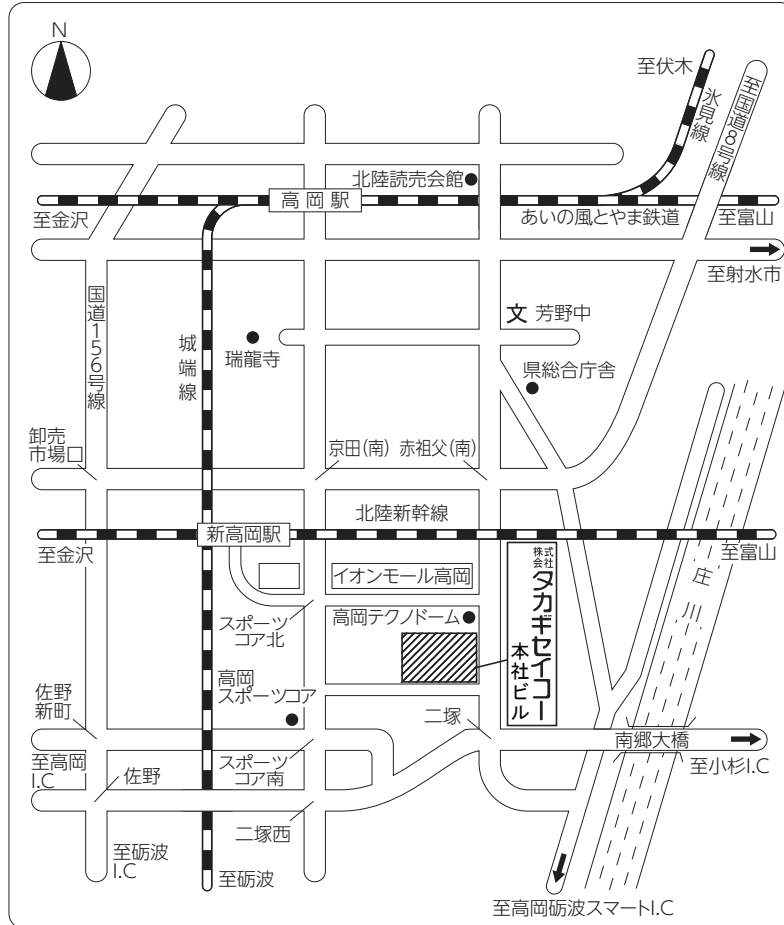 N
至伏木
氷見線
至国道8号線
北陸読売会館
高岡駅
至金沢
あいの風とやま鉄道
至富山
至射水市
国道156号線
城端線
瑞龍寺
文 芳野中
県総合庁舎
卸売
市場口
京田(南)
赤祖父(南)
北陸新幹線
新高岡駅
至金沢
至富山
イオンモール高岡
株式
会社
タカギセイコー
本社ビル
庄川
スポーツ
コア北
高岡テクノドーム
高岡
スポーツコア
佐野
新町
二塚
南郷大橋
至高岡
I.C
佐野
スポーツ
コア南
至小杉I.C
二塚西
至砺波
I.C
至砺波
至高岡砺波スマートI.C